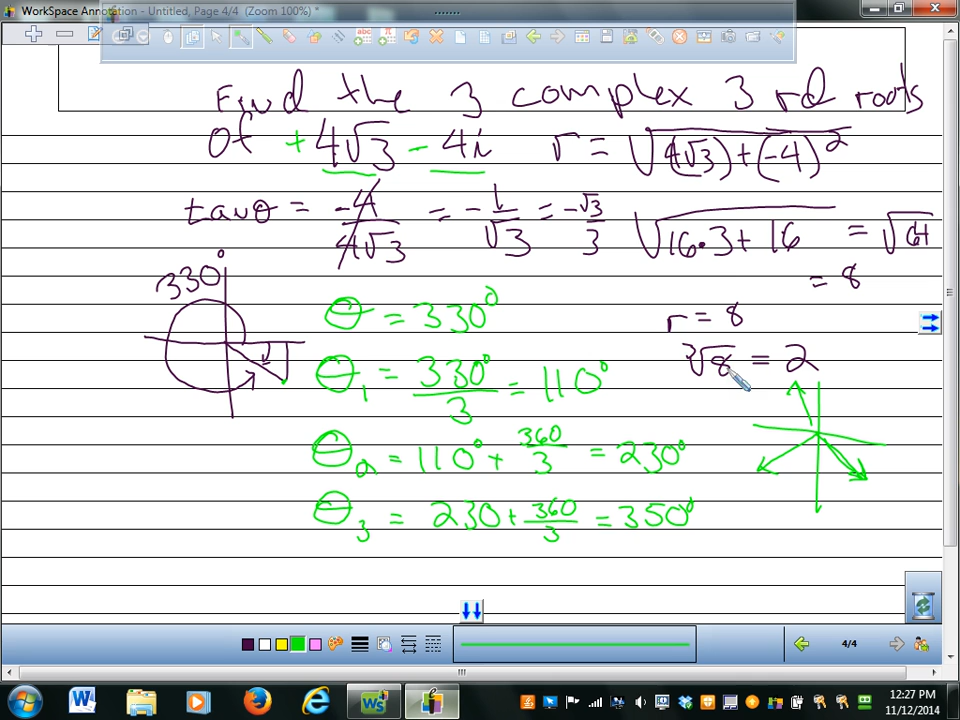 WorkSpace Annotation - Untitled, Page 4/4 (Zoom 100%) *
Find the 3 complex 3rd roots
Of +4√3 - 4i r = √(4√3)+(-4)²
tanθ = -4/4√3 = -1/√3 = -√3/3 √16•3+16 = √64
= 8
330°
θ = 330° r = 8
θ₁ = 330°/3 = 110° ³√8 = 2
θ₂ = 110° + 360/3 = 230°
θ₃ = 230 + 360/3 = 350°
4/4
12:27 PM
11/12/2014